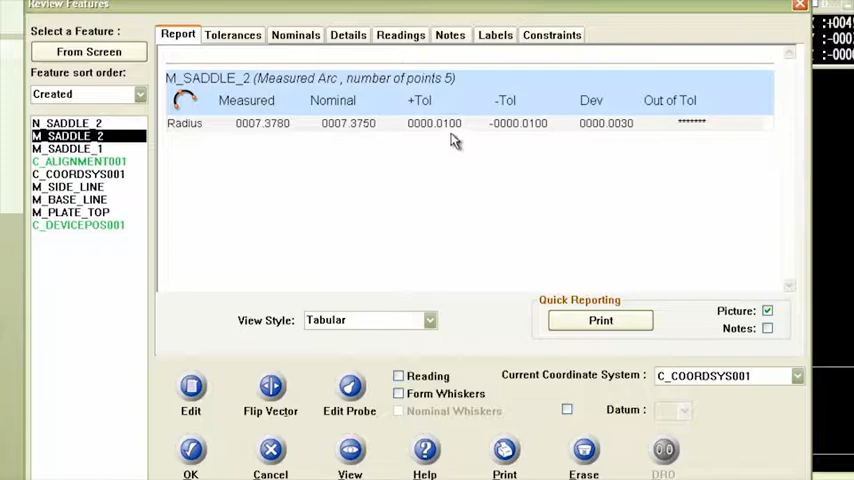 Review Features
Select a Feature :
From Screen
Feature sort order:
Created
N_SADDLE_2
M_SADDLE_2
M_SADDLE_1
C_ALIGNMENT001
C_COORDSYS001
M_SIDE_LINE
M_BASE_LINE
M_PLATE_TOP
C_DEVICEPOS001
Report Tolerances Nominals Details Readings Notes Labels Constraints
M_SADDLE_2 (Measured Arc , number of points 5)
Measured Nominal +Tol -Tol Dev Out of Tol
Radius 0007.3780 0007.3750 0000.0100 -0000.0100 0000.0030 *******
View Style: Tabular
Quick Reporting
Print
Picture:
Notes:
Edit Flip Vector Edit Probe
Reading
Form Whiskers
Nominal Whiskers
Current Coordinate System : C_COORDSYS001
Datum :
OK Cancel View Help Print Erase DRO